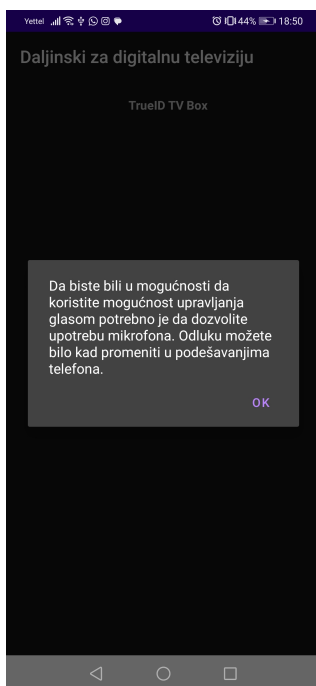 Yettel 44% 18:50
Daljinski za digitalnu televiziju
TrueID TV Box
Da biste bili u mogućnosti da
koristite mogućnost upravljanja
glasom potrebno je da dozvolite
upotrebu mikrofona. Odluku možete
bilo kad promeniti u podešavanjima
telefona.
OK